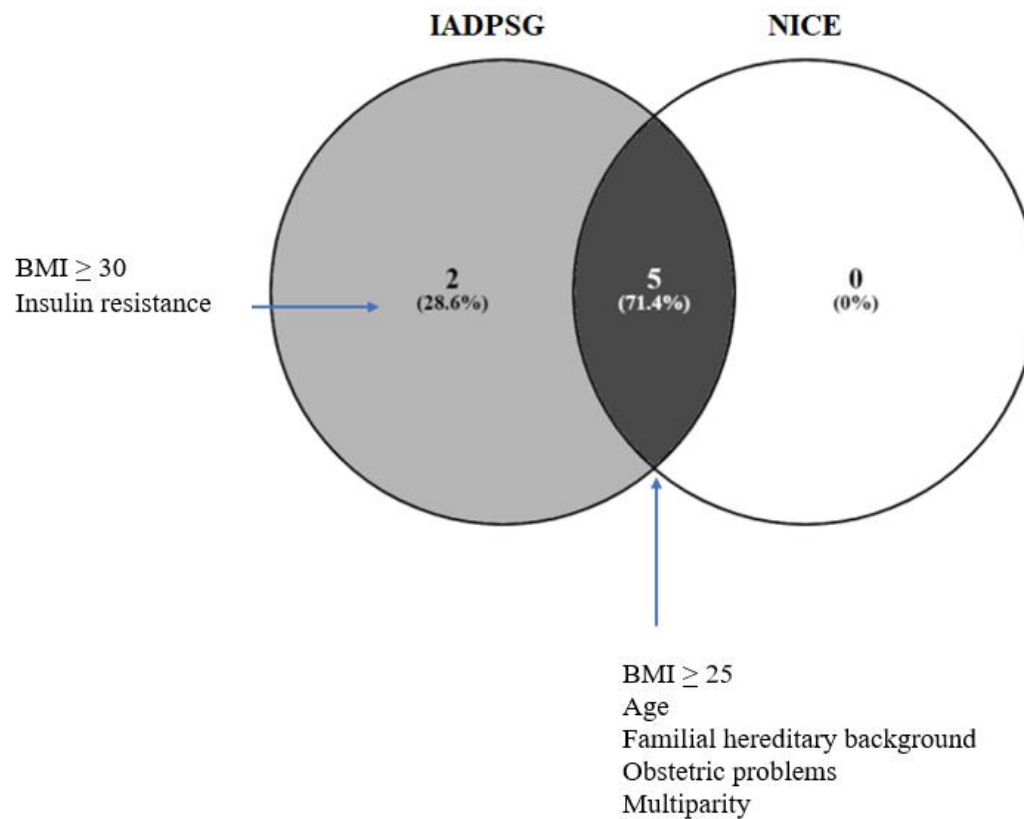 IADPSG NICE
BMI ≥ 30
Insulin resistance
2
(28.6%)
5
(71.4%)
0
(0%)
BMI ≥ 25
Age
Familial hereditary background
Obstetric problems
Multiparity